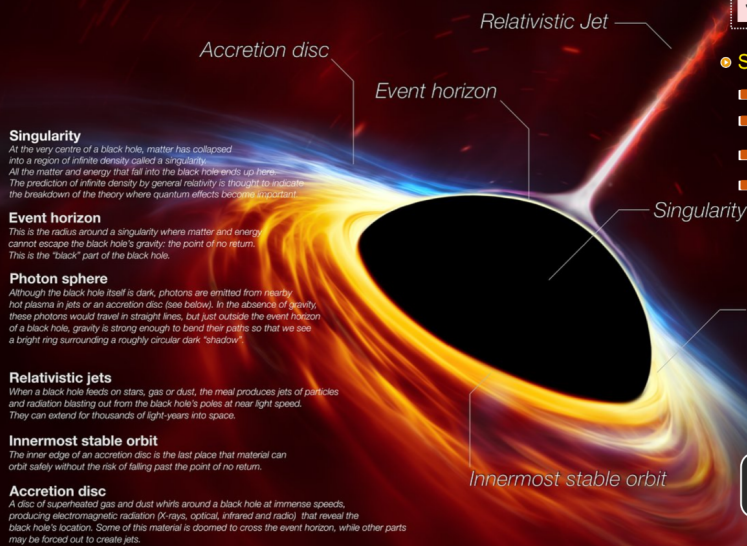 Relativistic Jet
Accretion disc
Event horizon
Singularity
Innermost stable orbit
Singularity
At the very centre of a black hole, matter has collapsed
into a region of infinite density called a singularity.
All the matter and energy that fall into the black hole ends up here.
The prediction of infinite density by general relativity is thought to indicate
the breakdown of the theory where quantum effects become important.
Event horizon
This is the radius around a singularity where matter and energy
cannot escape the black hole's gravity: the point of no return.
This is the "black" part of the black hole.
Photon sphere
Although the black hole itself is dark, photons are emitted from nearby
hot plasma in jets or an accretion disc (see below). In the absence of gravity,
these photons would travel in straight lines, but just outside the event horizon
of a black hole, gravity is strong enough to bend their paths so that we see
a bright ring surrounding a roughly circular dark "shadow".
Relativistic jets
When a black hole feeds on stars, gas or dust, the meal produces jets of particles
and radiation blasting out from the black hole's poles at near light speed.
They can extend for thousands of light-years into space.
Innermost stable orbit
The inner edge of an accretion disc is the last place that material can
orbit safely without the risk of falling past the point of no return.
Accretion disc
A disc of superheated gas and dust whirls around a black hole at immense speeds,
producing electromagnetic radiation (X-rays, optical, infrared and radio) that reveal the
black hole's location. Some of this material is doomed to cross the event horizon, while other parts
may be forced out to create jets.